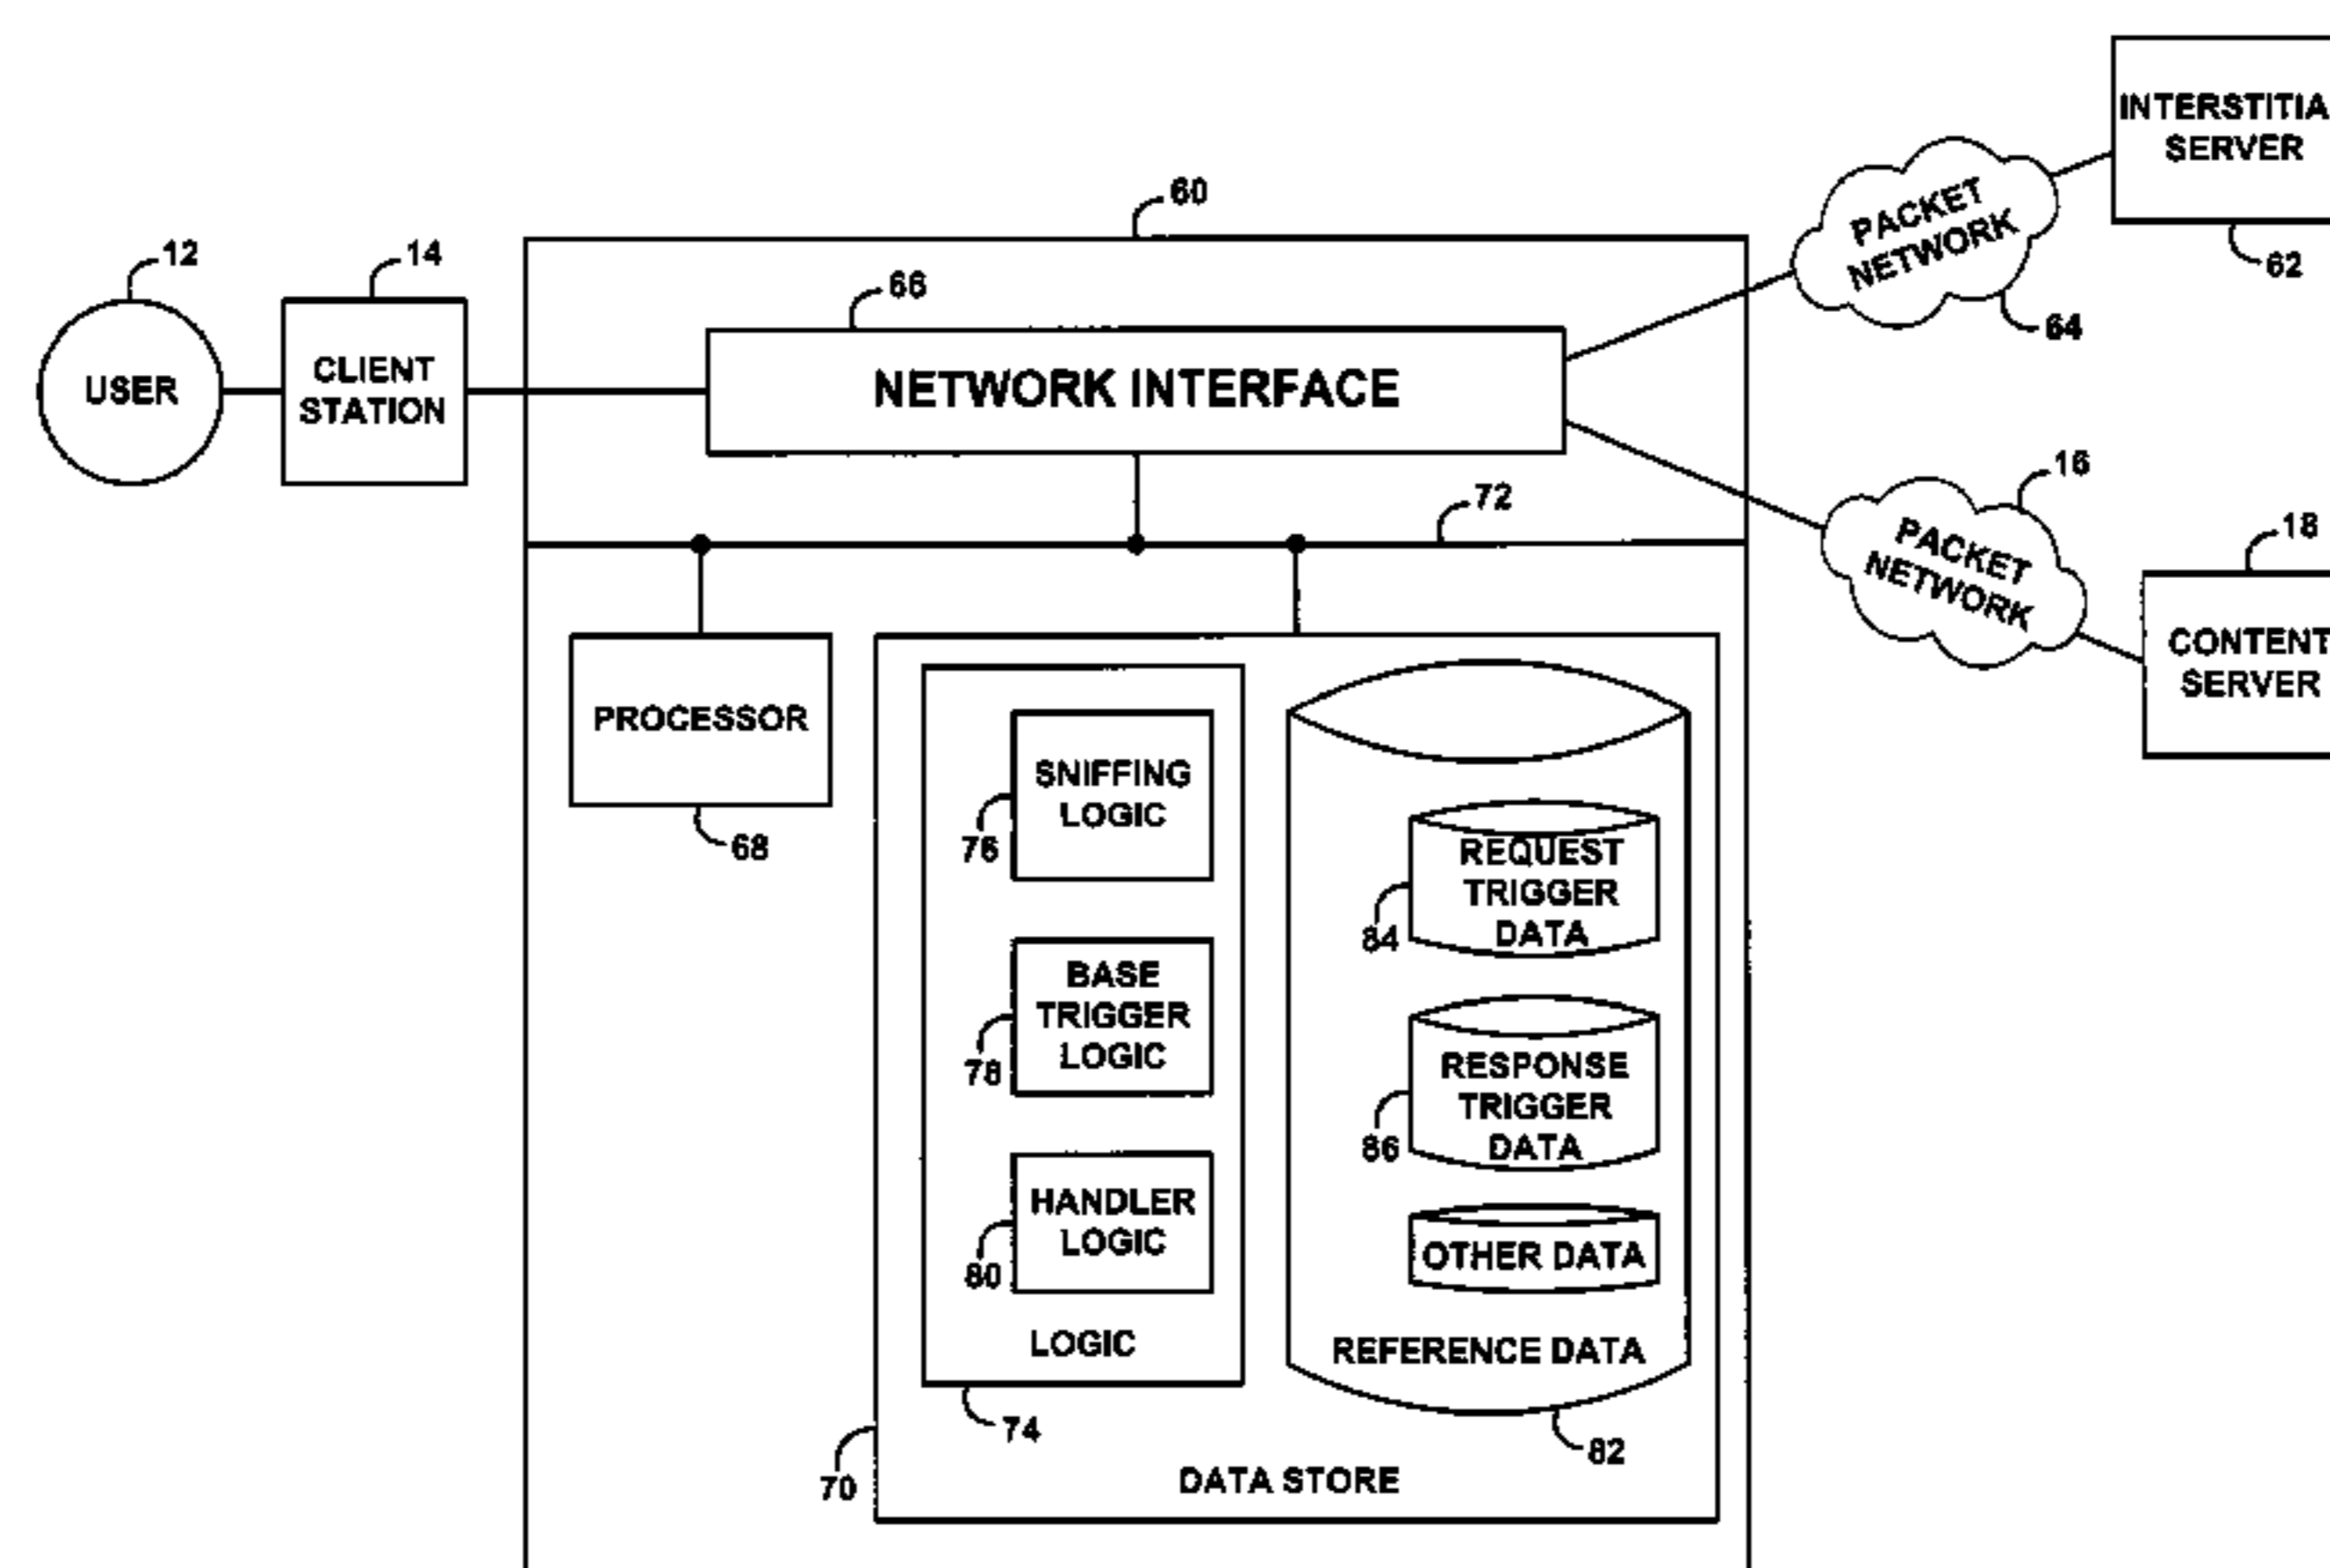 INTERSTITIA
SERVER
62
PACKET
NETWORK
64
60
12
14
66
USER
CLIENT
STATION
NETWORK INTERFACE
16
PACKET
NETWORK
18
CONTENT
SERVER
72
PROCESSOR
68
SNIFFING
LOGIC
76
BASE
TRIGGER
LOGIC
78
HANDLER
LOGIC
80
LOGIC
74
REQUEST
TRIGGER
DATA
84
RESPONSE
TRIGGER
DATA
86
OTHER DATA
REFERENCE DATA
82
70
DATA STORE